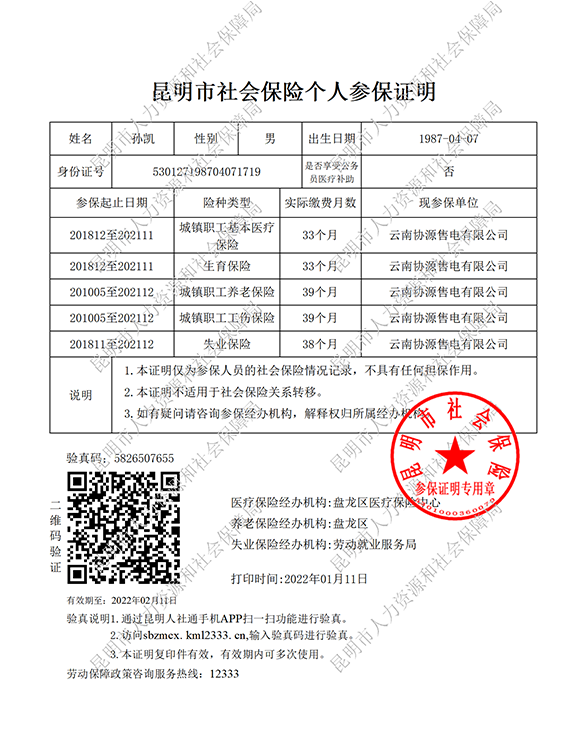 昆明市社会保险个人参保证明
姓名 孙凯 性别 男 出生日期 1987-04-07
身份证号 530127198704071719 是否享受公务员医疗补助 否
参保起止日期 险种类型 实际缴费月数 现参保单位
201812至202111 城镇职工基本医疗保险 33个月 云南协源售电有限公司
201812至202111 生育保险 33个月 云南协源售电有限公司
201005至202112 城镇职工养老保险 39个月 云南协源售电有限公司
201005至202112 城镇职工工伤保险 39个月 云南协源售电有限公司
201811至202112 失业保险 38个月 云南协源售电有限公司
说明
1.本证明仅为参保人员的社会保险情况记录，不具有任何担保作用。
2.本证明不适用于社会保险关系转移。
3.如有疑问请咨询参保经办机构，解释权归所属经办机构。
昆明市社会保险
参保证明专用章
验真码：5826507655
二维码验证
医疗保险经办机构:盘龙区医疗保险中心
养老保险经办机构:盘龙区
失业保险经办机构:劳动就业服务局
打印时间:2022年01月11日
有效期至：2022年02月11日
验真说明1.通过昆明人社通手机APP扫一扫功能进行验真。
2.访问sbzmcx.km12333.cn,输入验真码进行验真。
3.本证明复印件有效，有效期内可多次使用。
劳动保障政策咨询服务热线：12333
昆明市人力资源和社会保障局